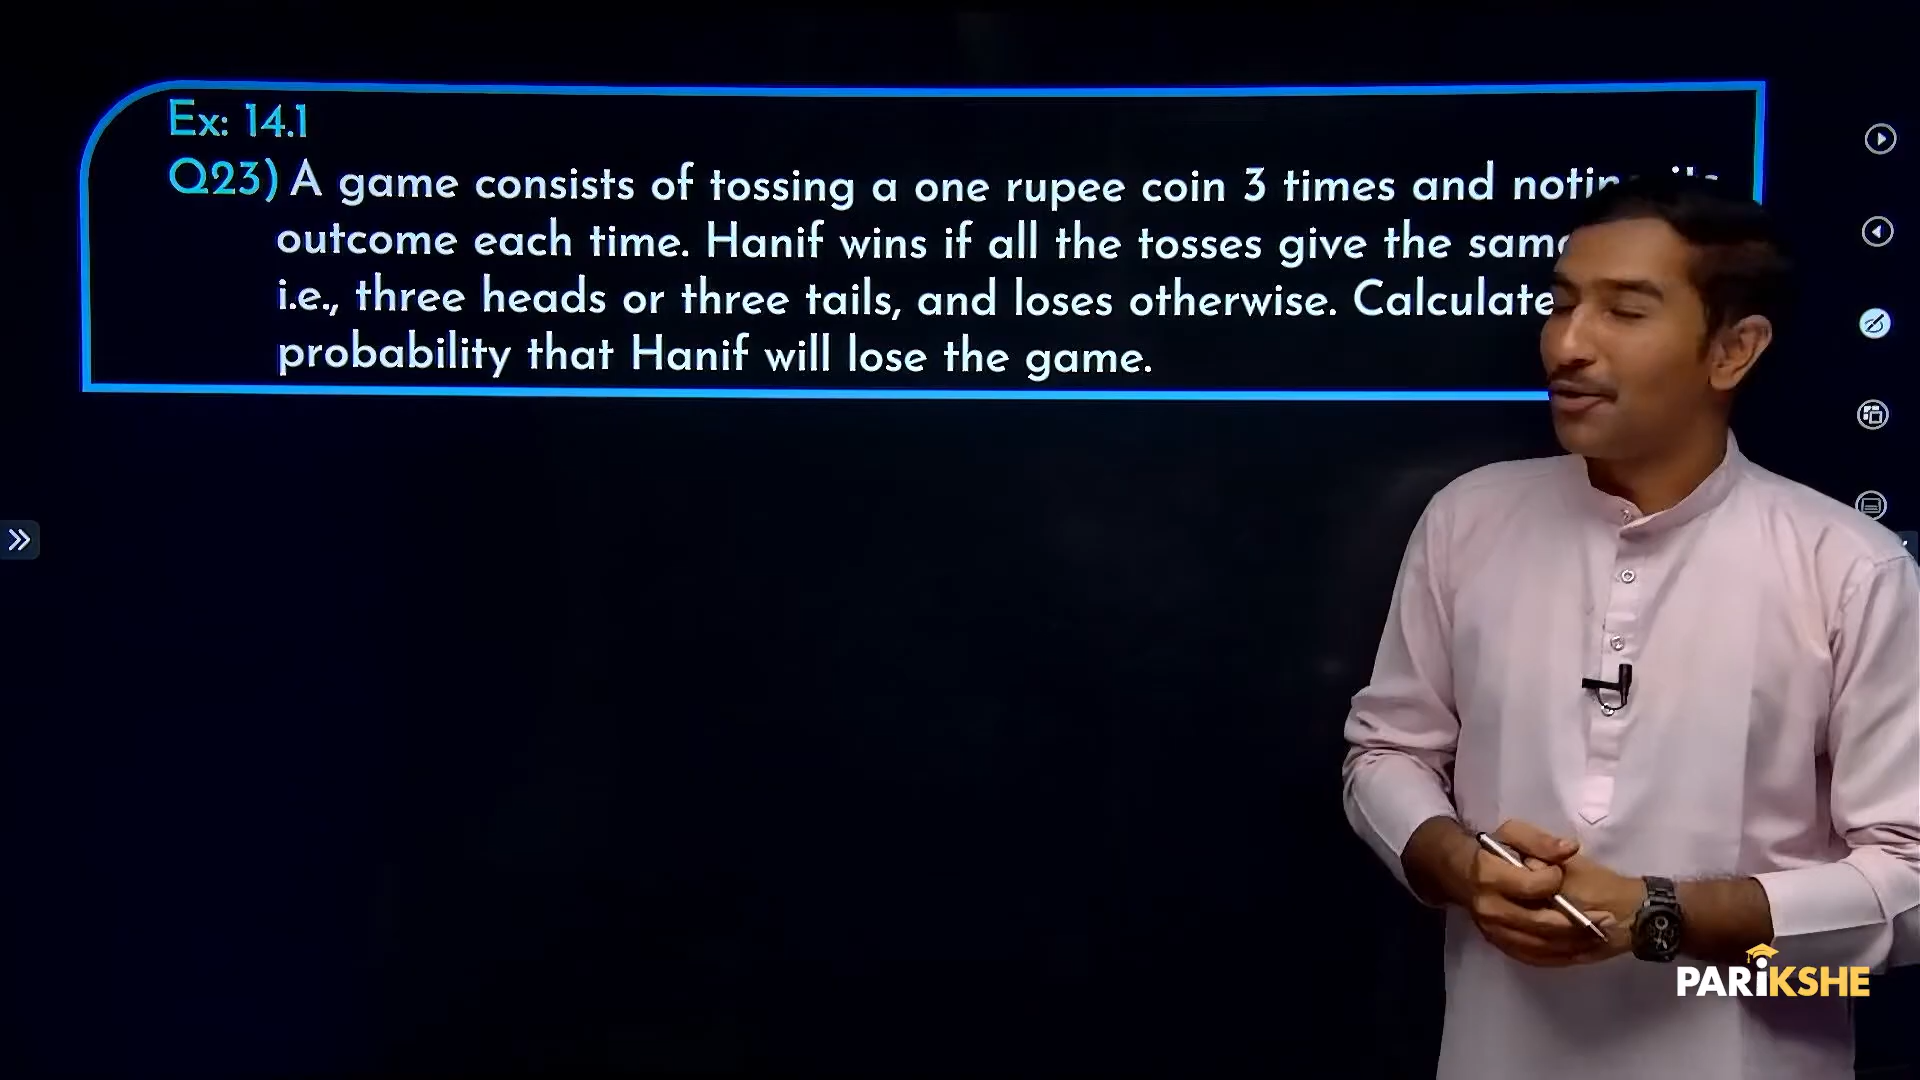 Ex: 14.1
Q23) A game consists of tossing a one rupee coin 3 times and
outcome each time. Hanif wins if all the tosses give the same
i.e., three heads or three tails, and loses otherwise. Calculate
probability that Hanif will lose the game.
PARiKSHE